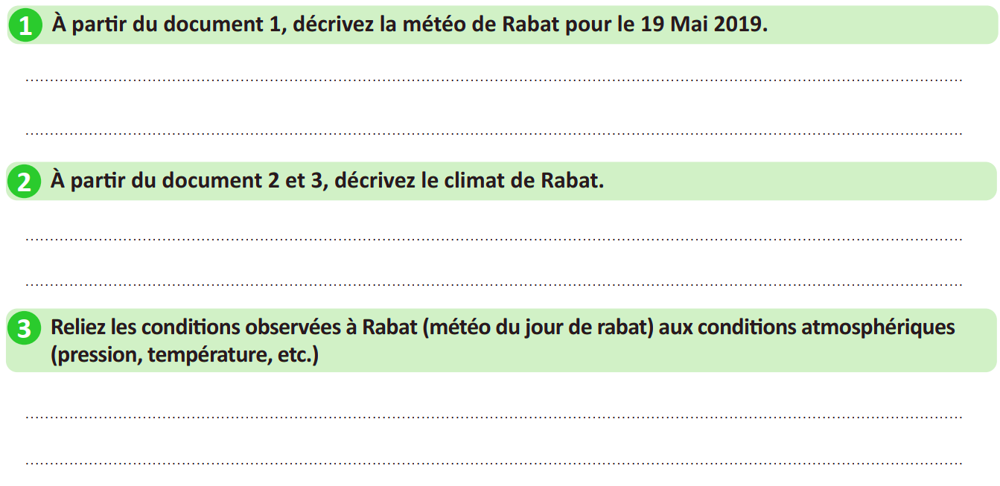 1 À partir du document 1, décrivez la météo de Rabat pour le 19 Mai 2019.
2 À partir du document 2 et 3, décrivez le climat de Rabat.
3 Reliez les conditions observées à Rabat (météo du jour de rabat) aux conditions atmosphériques
(pression, température, etc.)